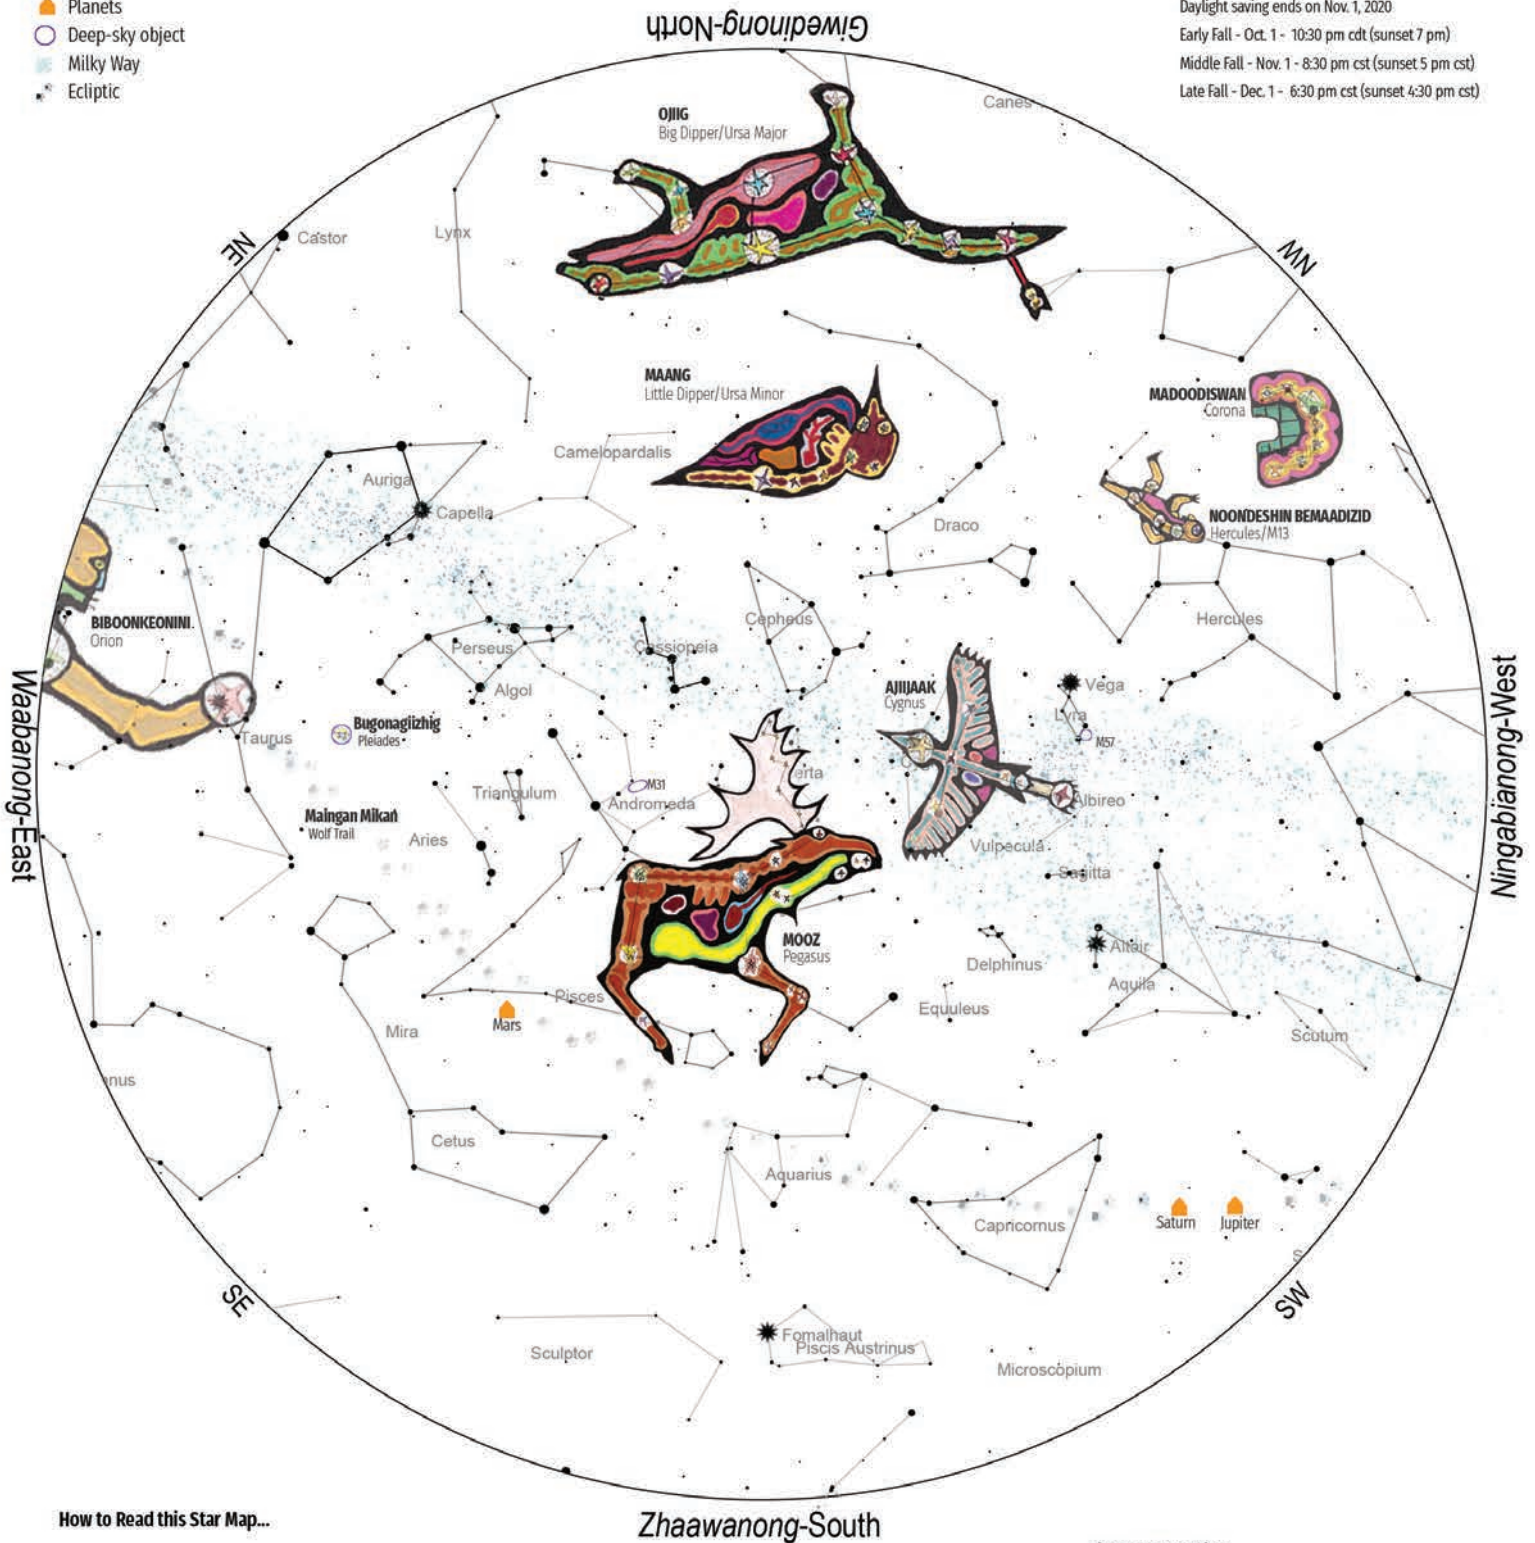 Planets
Deep-sky object
Milky Way
Ecliptic
Giwedinong-North
Daylight saving ends on Nov. 1, 2020
Early Fall - Oct. 1 - 10:30 pm cdt (sunset 7 pm)
Middle Fall - Nov. 1 - 8:30 pm cst (sunset 5 pm cst)
Late Fall - Dec. 1 - 6:30 pm cst (sunset 4:30 pm cst)
Canes
OJIIG
Big Dipper/Ursa Major
NE
Castor
Lynx
NW
MAANG
Little Dipper/Ursa Minor
MADOODISWAN
Corona
Camelopardalis
Auriga
Capella
Draco
NOONDESHIN BEMAADIZID
Hercules/M13
BIBOONKEONINI
Orion
Perseus
Cassiopeia
Cepheus
Hercules
Algol
AJIIJAAK
Cygnus
Vega
Lyra
M57
Waabanong-East
Ningabianong-West
Taurus
Bugonagiizhig
Pleiades
M31
Andromeda
erta
C
Albireo
Triangulum
Maingan Mikan
Wolf Trail
Aries
Vulpecula
Sagitta
MOOZ
Pegasus
Delphinus
Altair
Aquila
Pisces
Mars
Mira
Equuleus
Scutum
enus
Cetus
Aquarius
Capricornus
Saturn
Jupiter
S
SE
SW
Sculptor
Fomalhaut
Piscis Austrinus
Microscopium
How to Read this Star Map...
Zhaawanong-South